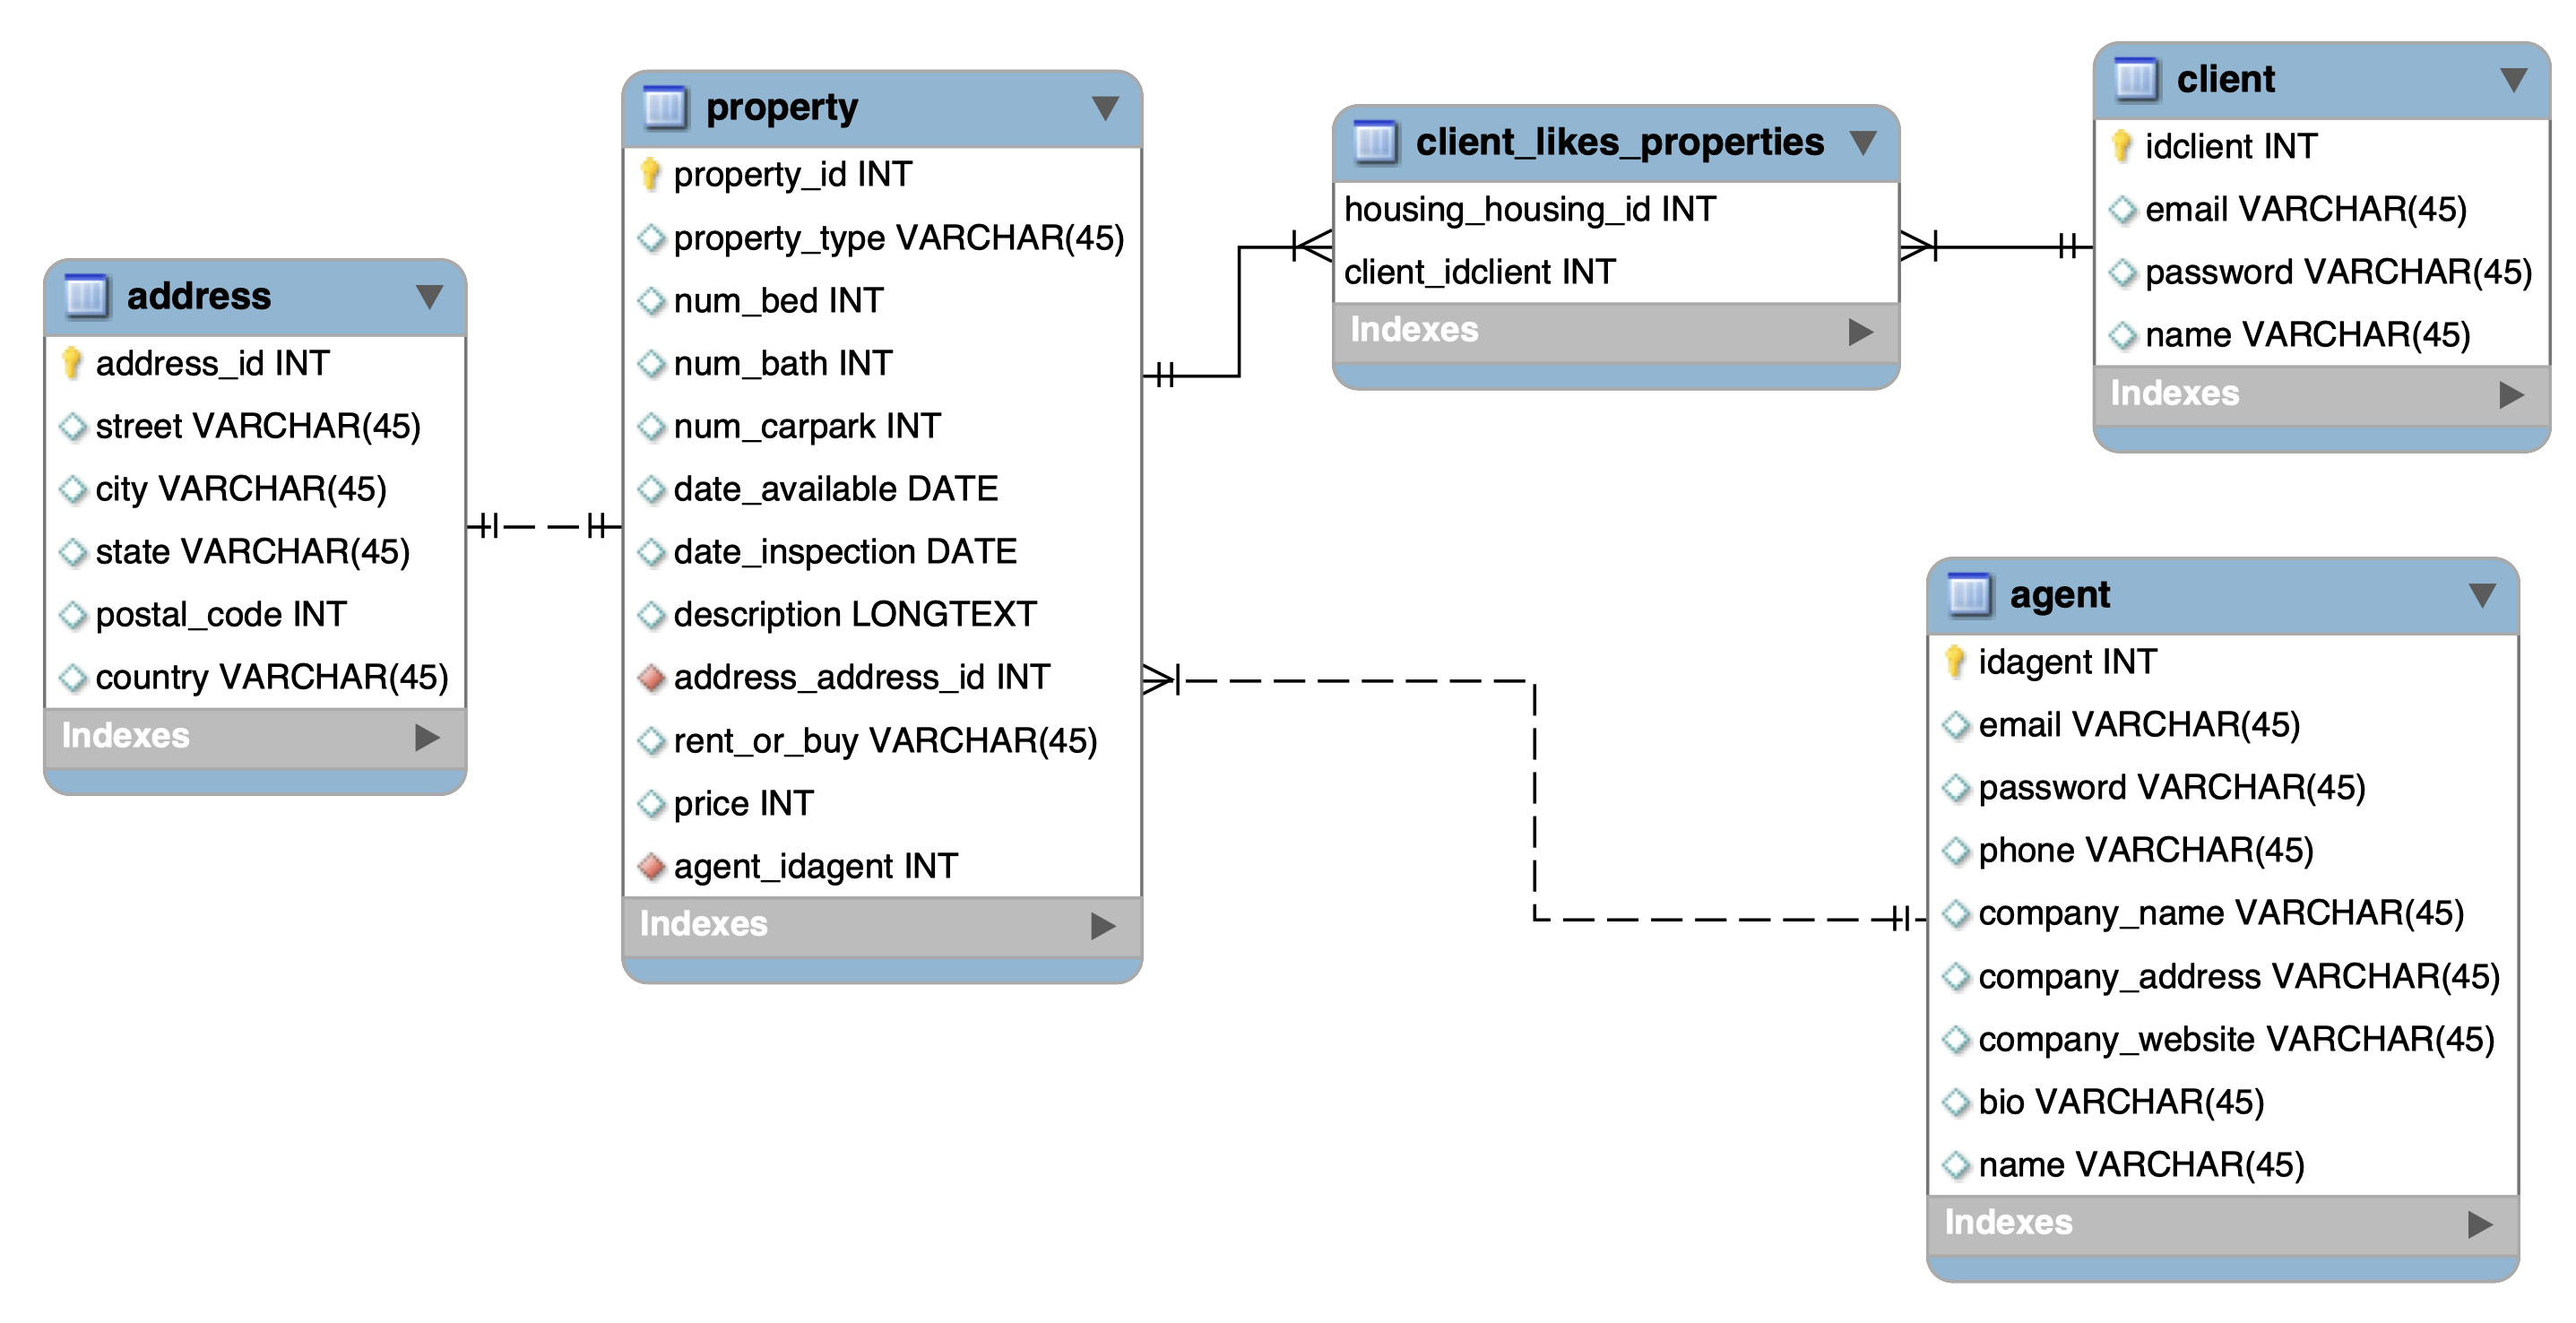 address
address_id INT
street VARCHAR(45)
city VARCHAR(45)
state VARCHAR(45)
postal_code INT
country VARCHAR(45)
Indexes
property
property_id INT
property_type VARCHAR(45)
num_bed INT
num_bath INT
num_carpark INT
date_available DATE
date_inspection DATE
description LONGTEXT
address_address_id INT
rent_or_buy VARCHAR(45)
price INT
agent_idagent INT
Indexes
client_likes_properties
housing_housing_id INT
client_idclient INT
Indexes
client
idclient INT
email VARCHAR(45)
password VARCHAR(45)
name VARCHAR(45)
Indexes
agent
idagent INT
email VARCHAR(45)
password VARCHAR(45)
phone VARCHAR(45)
company_name VARCHAR(45)
company_address VARCHAR(45)
company_website VARCHAR(45)
bio VARCHAR(45)
name VARCHAR(45)
Indexes